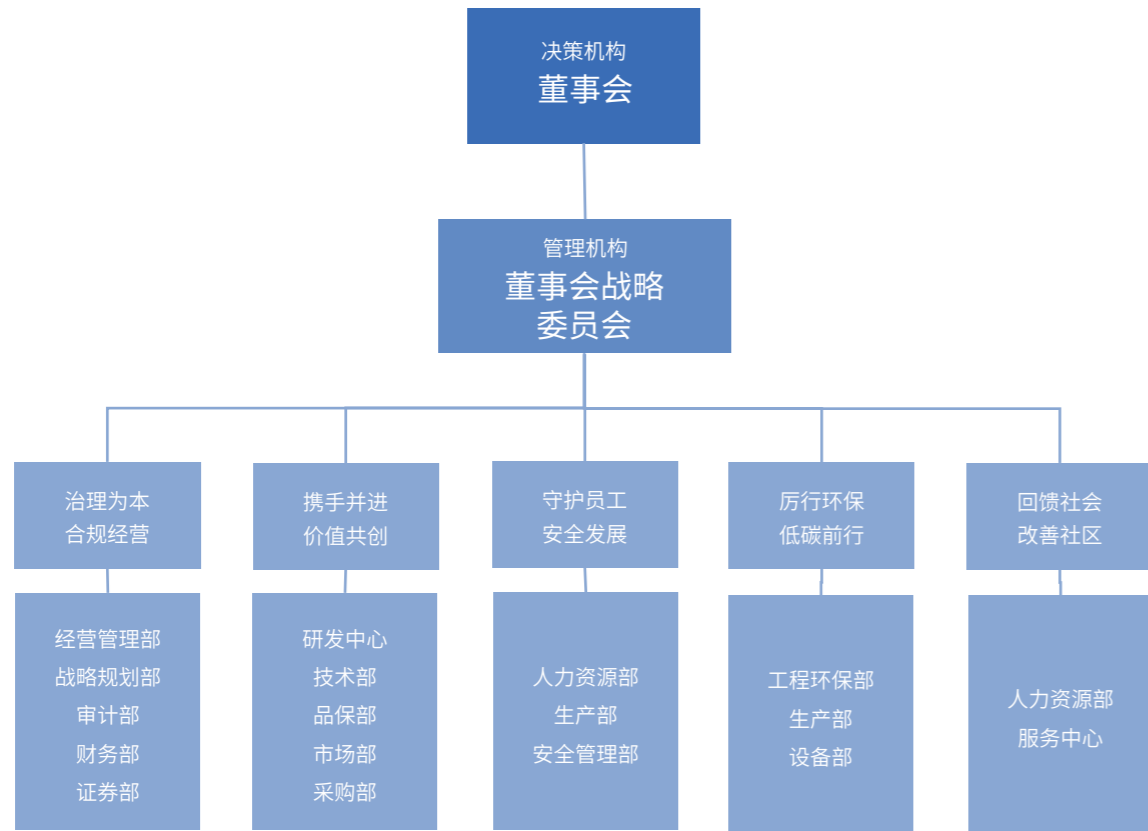 决策机构
董事会
管理机构
董事会战略
委员会
治理为本
合规经营
携手并进
价值共创
守护员工
安全发展
厉行环保
低碳前行
回馈社会
改善社区
经营管理部
战略规划部
审计部
财务部
证券部
研发中心
技术部
品保部
市场部
采购部
人力资源部
生产部
安全管理部
工程环保部
生产部
设备部
人力资源部
服务中心